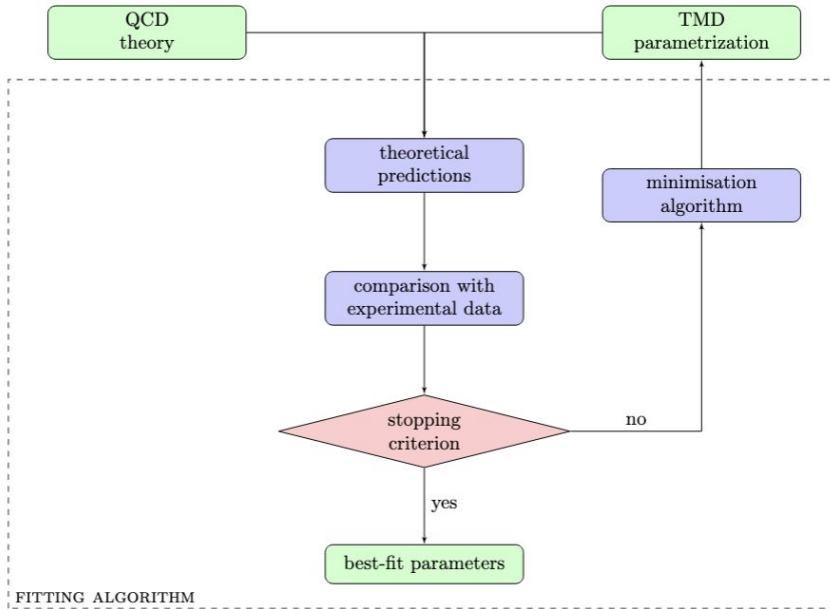 QCD
theory
TMD
parametrization
theoretical
predictions
minimisation
algorithm
comparison with
experimental data
stopping
criterion
no
yes
best-fit parameters
FITTING ALGORITHM